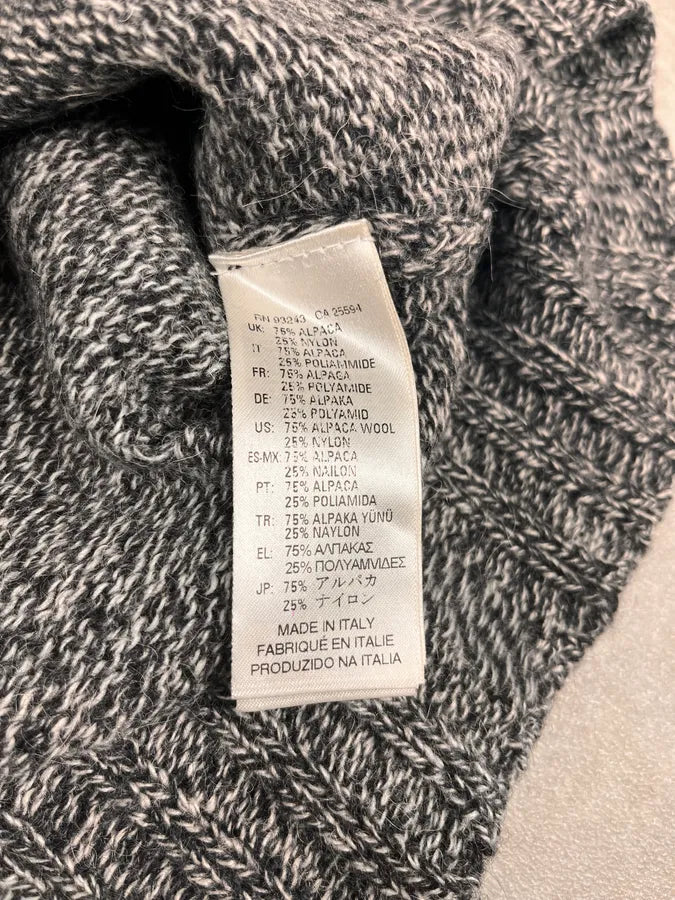 RN 93243 CA 25594
UK: 75% ALPACA
25% NYLON
IT 75% ALPACA
25% POLIAMMIDE
FR: 75% ALPACA
25% POLYAMIDE
DE: 75% ALPAKA
25% POLYAMID
US: 75% ALPACA WOOL
25% NYLON
ES-MX: 75% ALPACA
25% NAILON
PT: 75% ALPACA
25% POLIAMIDA
TR: 75% ALPAKA YÜNÜ
25% NAYLON
EL: 75% ΑΛΠΑΚΑΣ
25% ΠΟΛΥΑΜΙΔΕΣ
JP: 75% アルパカ
25% ナイロン
MADE IN ITALY
FABRIQUÉ EN ITALIE
PRODUZIDO NA ITALIA